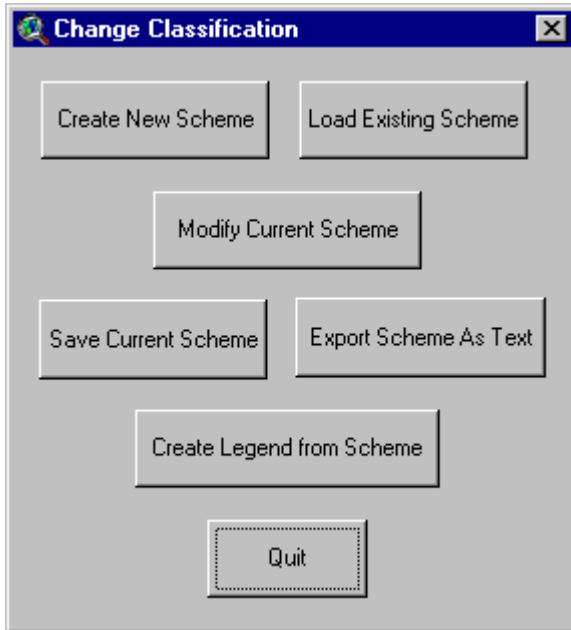 Change Classification
Create New Scheme
Load Existing Scheme
Modify Current Scheme
Save Current Scheme
Export Scheme As Text
Create Legend from Scheme
Quit